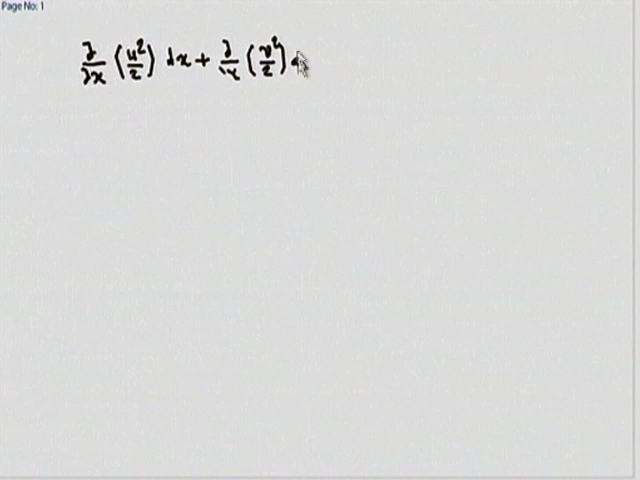 Page No: 1
∂/∂x (u²/2) dx + ∂/∂x (v²/2) d